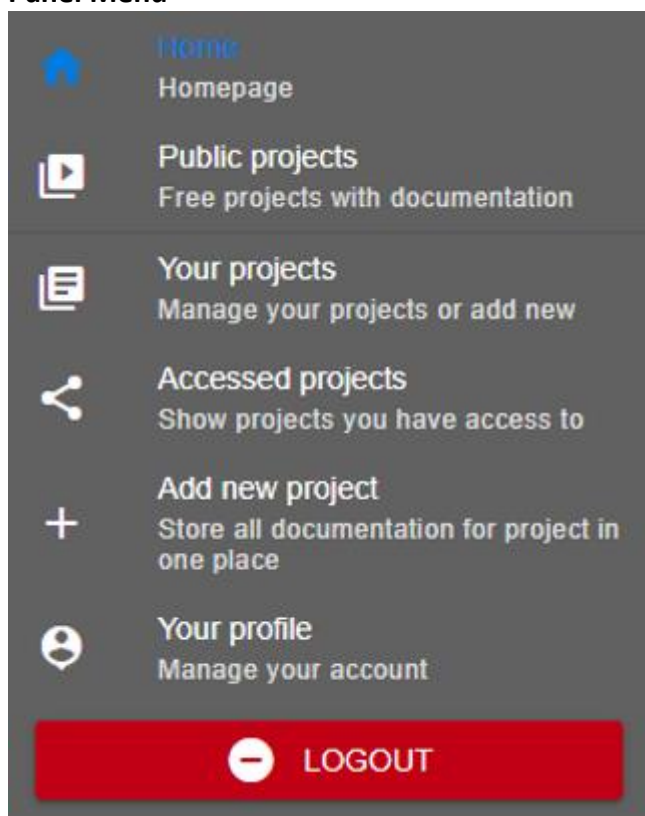 Panel Menu
Home
Homepage
Public projects
Free projects with documentation
Your projects
Manage your projects or add new
Accessed projects
Show projects you have access to
Add new project
Store all documentation for project in
one place
Your profile
Manage your account
LOGOUT